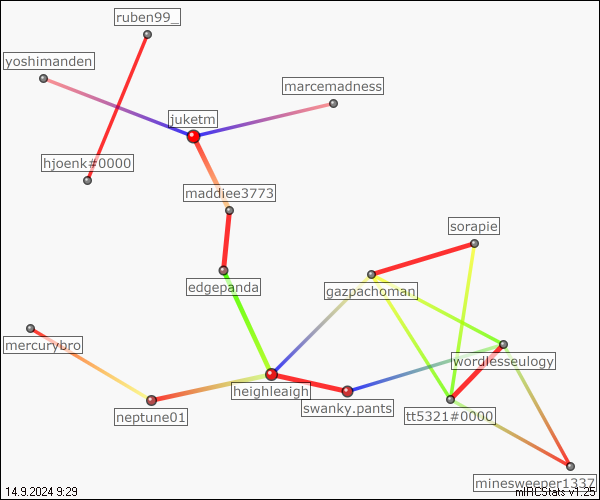 ruben99_
yoshimanden
marcemadness
juketm
hjoenk#0000
maddiee3773
sorapie
edgepanda
gazpachoman
mercurybro
wordlesseulogy
heighleaigh
swanky.pants
neptune01
tt5321#0000
minesweeper1337
14.9.2024 9:29
mIRCStats v1.25